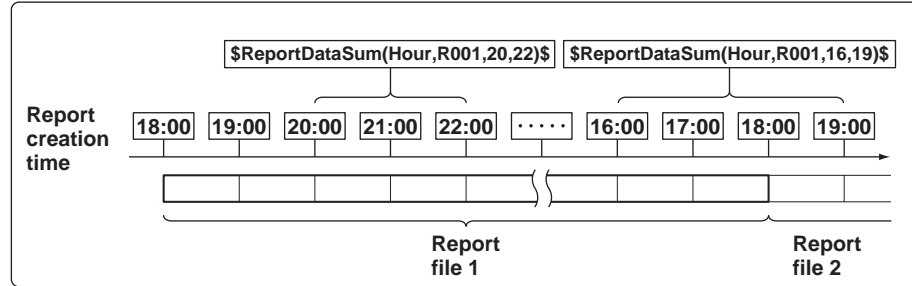 $ReportDataSum(Hour,R001,20,22)$ $ReportDataSum(Hour,R001,16,19)$
Report
creation
time
18:00 19:00 20:00 21:00 22:00 ····· 16:00 17:00 18:00 19:00
Report
file 1
Report
file 2